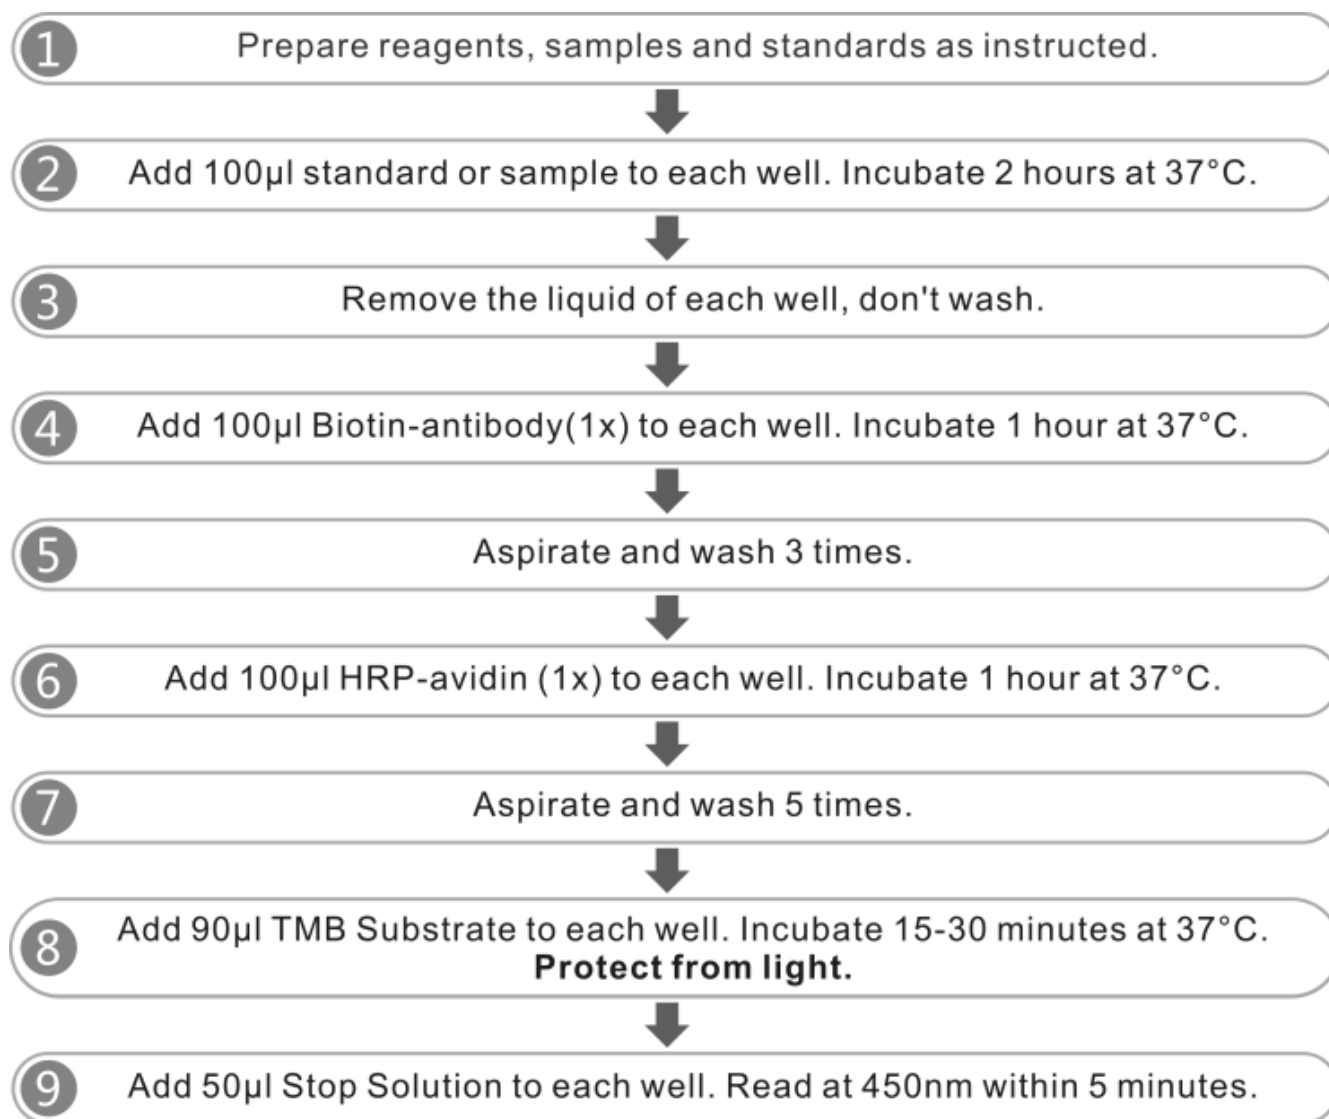 1 Prepare reagents, samples and standards as instructed.
2 Add 100µl standard or sample to each well. Incubate 2 hours at 37°C.
3 Remove the liquid of each well, don't wash.
4 Add 100µl Biotin-antibody(1x) to each well. Incubate 1 hour at 37°C.
5 Aspirate and wash 3 times.
6 Add 100µl HRP-avidin (1x) to each well. Incubate 1 hour at 37°C.
7 Aspirate and wash 5 times.
8 Add 90µl TMB Substrate to each well. Incubate 15-30 minutes at 37°C.
Protect from light.
9 Add 50µl Stop Solution to each well. Read at 450nm within 5 minutes.